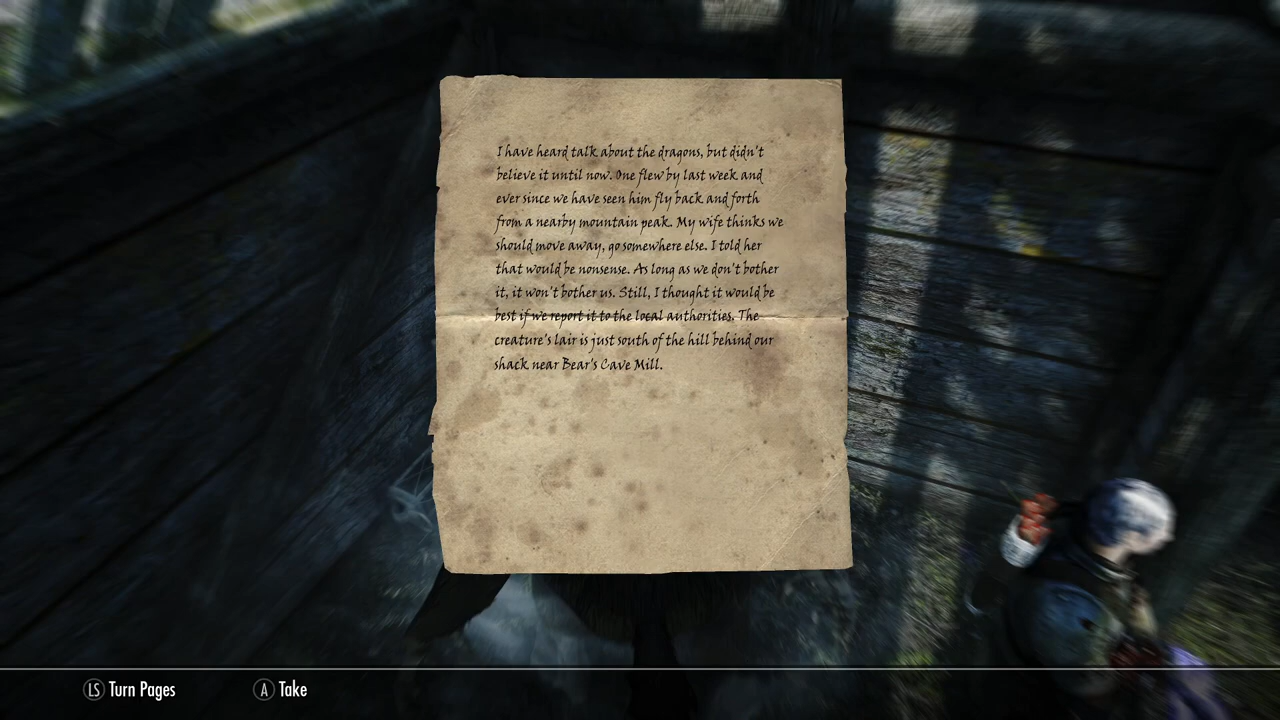 I have heard talk about the dragons, but didn't
believe it until now. One flew by last week and
ever since we have seen him fly back and forth
from a nearby mountain peak. My wife thinks we
should move away, go somewhere else. I told her
that would be nonsense. As long as we don't bother
it, it won't bother us. Still, I thought it would be
best if we report it to the local authorities. The
creature's lair is just south of the hill behind our
shack near Bear's Cave Mill.
LS Turn Pages
A Take